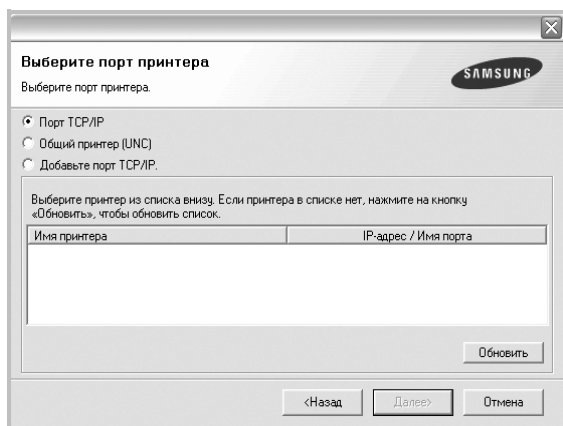 Выберите порт принтера
Выберите порт принтера.
SAMSUNG
Порт TCP/IP
Общий принтер (UNC)
Добавьте порт TCP/IP.
Выберите принтер из списка внизу. Если принтера в списке нет, нажмите на кнопку
«Обновить», чтобы обновить список.
Имя принтера
IP-адрес / Имя порта
Обновить
<Назад
Далее>
Отмена